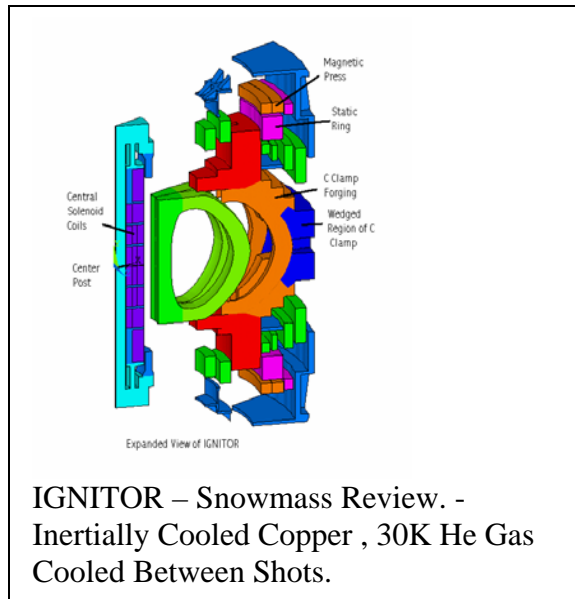 Magnetic
Press
Static
Ring
C Clamp
Forging
Wedged
Region of C
Clamp
Central
Solenoid
Coils
Center
Post
Expanded View of IGNITOR
IGNITOR – Snowmass Review. -
Inertially Cooled Copper , 30K He Gas
Cooled Between Shots.